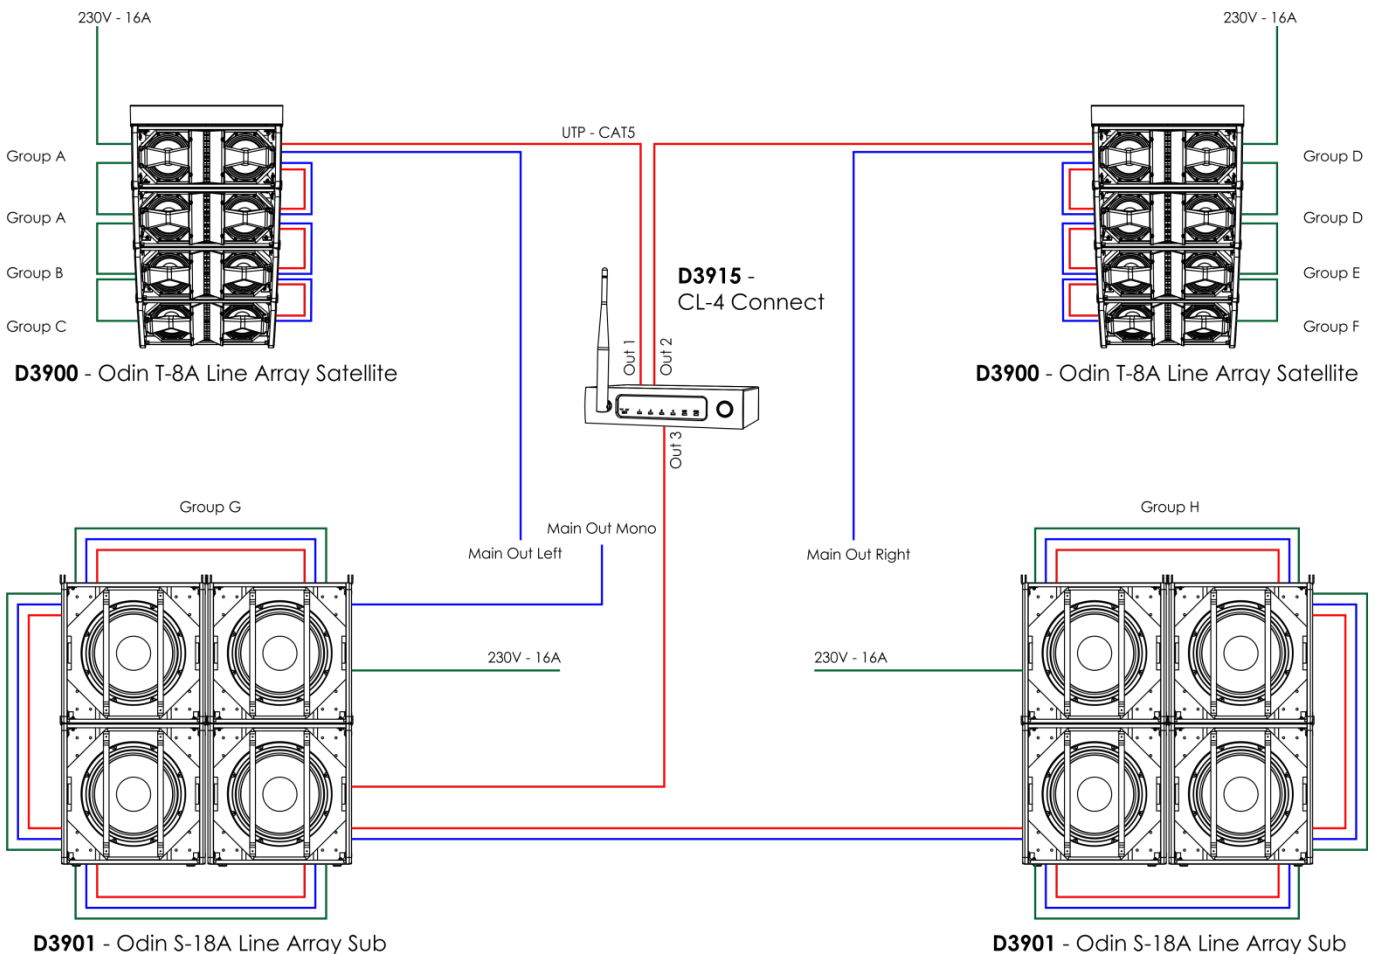 230V - 16A
230V - 16A
UTP - CAT5
Group A
Group D
Group A
Group D
Group B
Group E
Group C
Group F
D3915 -
CL-4 Connect
Out 1
Out 2
D3900 - Odin T-8A Line Array Satellite
D3900 - Odin T-8A Line Array Satellite
Out 3
Group G
Group H
Main Out Mono
Main Out Left
Main Out Right
230V - 16A
230V - 16A
D3901 - Odin S-18A Line Array Sub
D3901 - Odin S-18A Line Array Sub